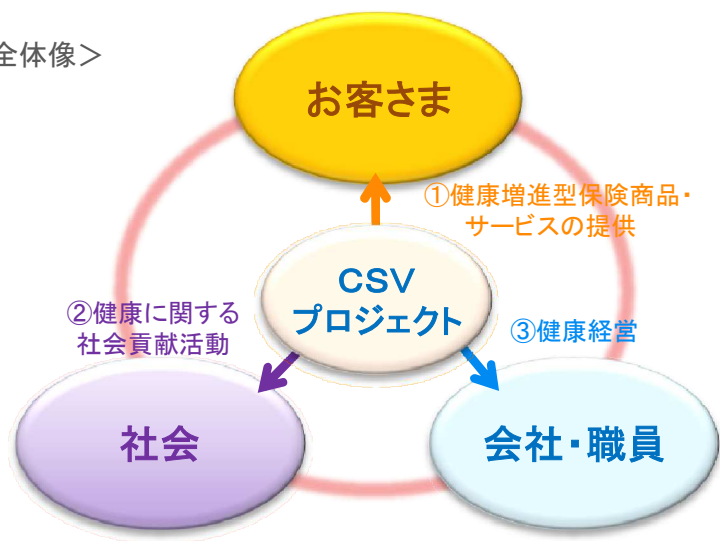 全体像＞
お客さま
①健康増進型保険商品・
サービスの提供
CSV
プロジェクト
②健康に関する
社会貢献活動
③健康経営
社会
会社・職員